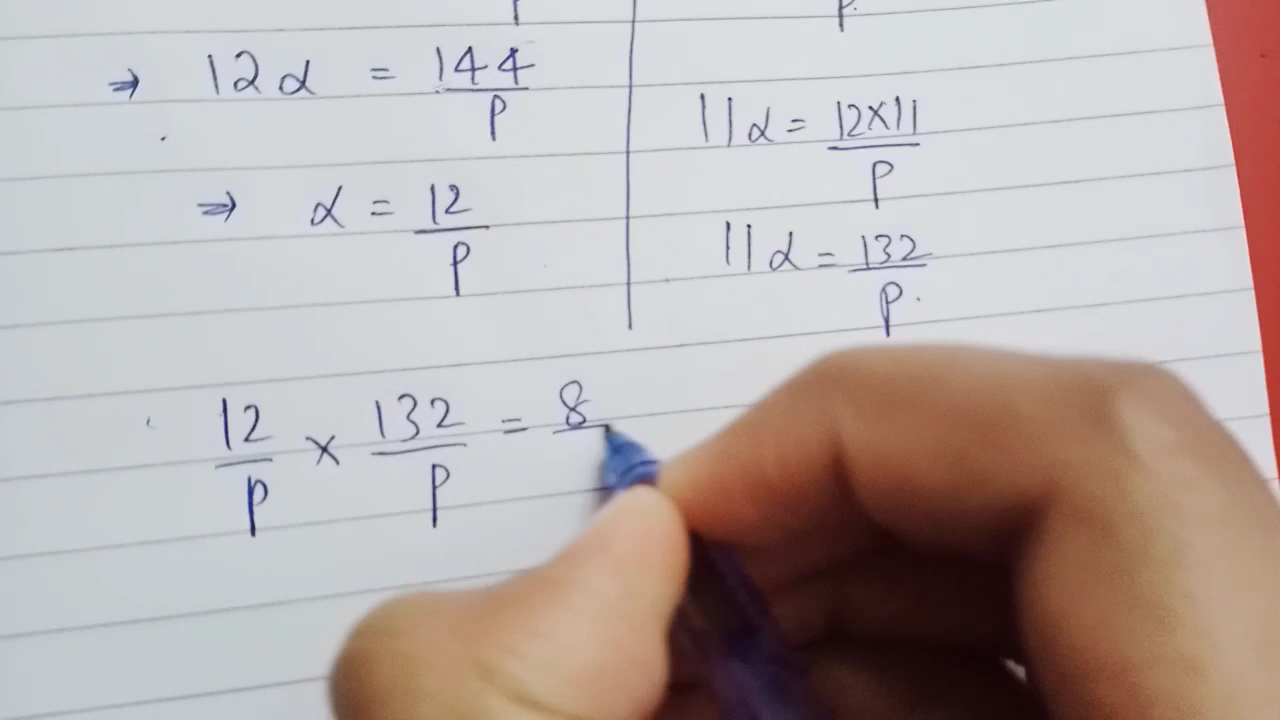 P
⇒ 12α = 144/P
⇒ α = 12/P
P.
11α = 12×11/P
11α = 132/P.
12/P × 132/P = 8